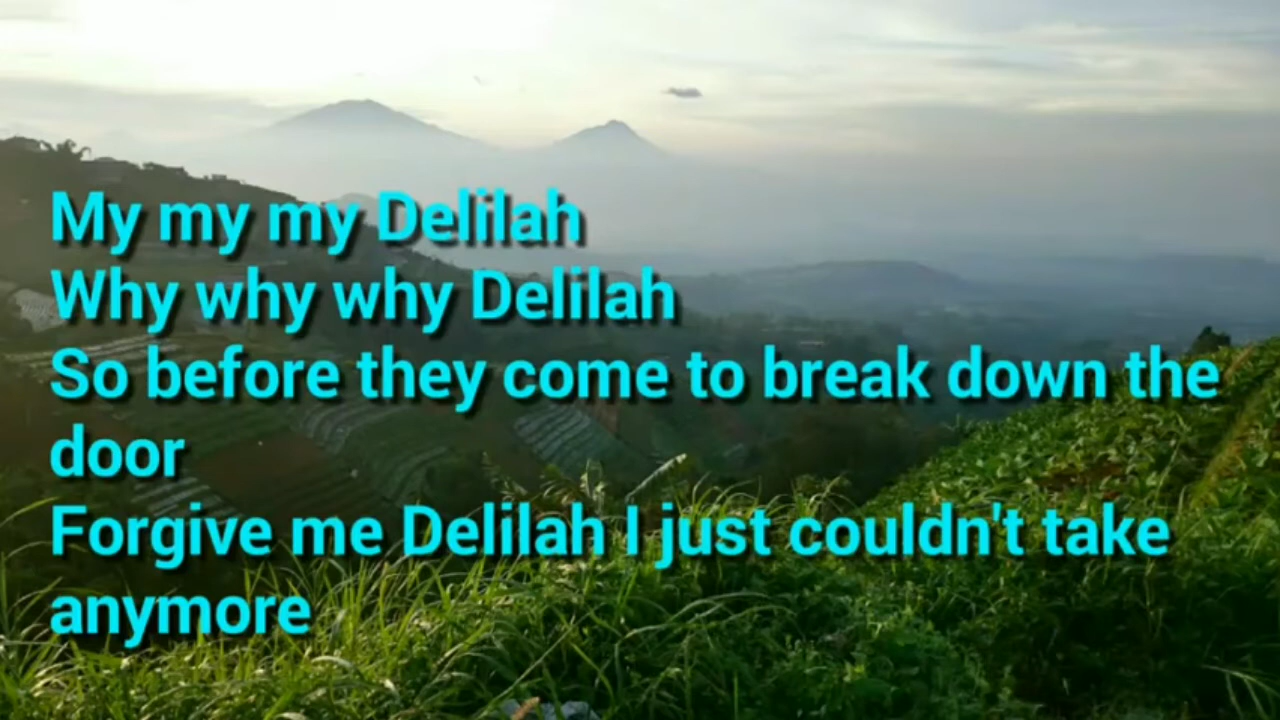 My my my Delilah
Why why why Delilah
So before they come to break down the
door
Forgive me Delilah I just couldn't take
anymore